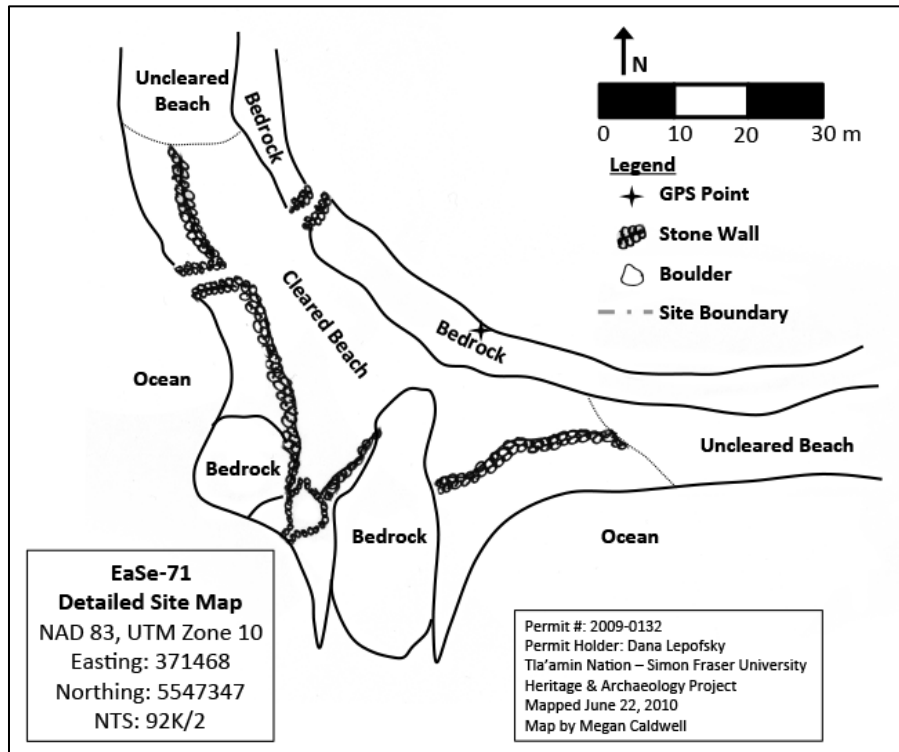 Uncleared
Beach
Bedrock
N
0 10 20 30 m
Legend
GPS Point
Stone Wall
Boulder
Site Boundary
Cleared Beach
Bedrock
Ocean
Bedrock
Uncleared Beach
Bedrock
Ocean
EaSe-71
Detailed Site Map
NAD 83, UTM Zone 10
Easting: 371468
Northing: 5547347
NTS: 92K/2
Permit #: 2009-0132
Permit Holder: Dana Lepofsky
Tla'amin Nation – Simon Fraser University
Heritage & Archaeology Project
Mapped June 22, 2010
Map by Megan Caldwell